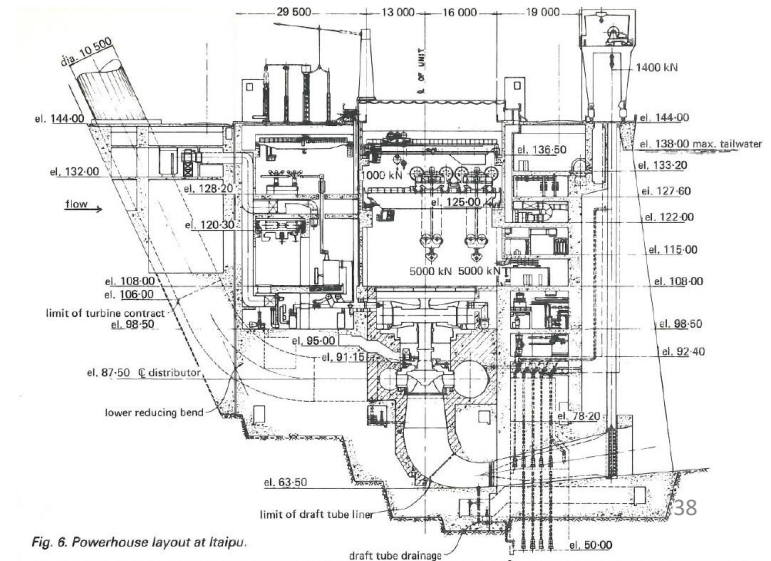 29 500
13 000
16 000
19 000
dia. 10.500
℄ OF UNIT
1400 kN
el. 144·00
el. 144·00
el. 138·00 max. tailwater
el. 136·50
el. 133·20
el. 132·00
1000 kN
el. 128·20
el. 127·60
el. 125·00
flow
el. 122·00
el. 120·30
el. 115·00
5000 kN
5000 kN
el. 108·00
el. 108·00
el. 106·00
limit of turbine contract
el. 98·50
el. 98·50
el. 95·00
el. 91·15
el. 92·40
el. 87·50 ℄ distributor
lower reducing bend
el. 78·20
el. 63·50
limit of draft tube liner
38
Fig. 6. Powerhouse layout at Itaipu.
el. 50·00
draft tube drainage